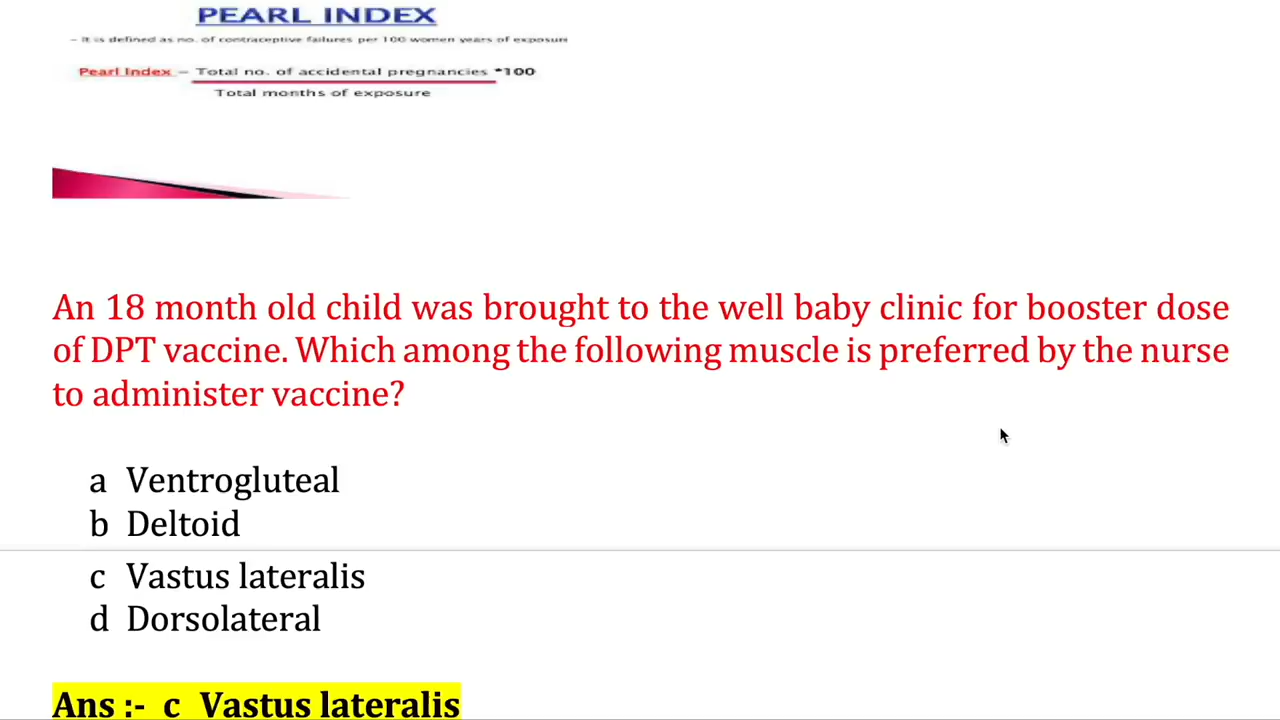 PEARL INDEX
- It is defined as no. of contraceptive failures per 100 women years of exposure
Pearl Index = Total no. of accidental pregnancies *100
Total months of exposure
An 18 month old child was brought to the well baby clinic for booster dose
of DPT vaccine. Which among the following muscle is preferred by the nurse
to administer vaccine?
a Ventrogluteal
b Deltoid
c Vastus lateralis
d Dorsolateral
Ans :- c Vastus lateralis